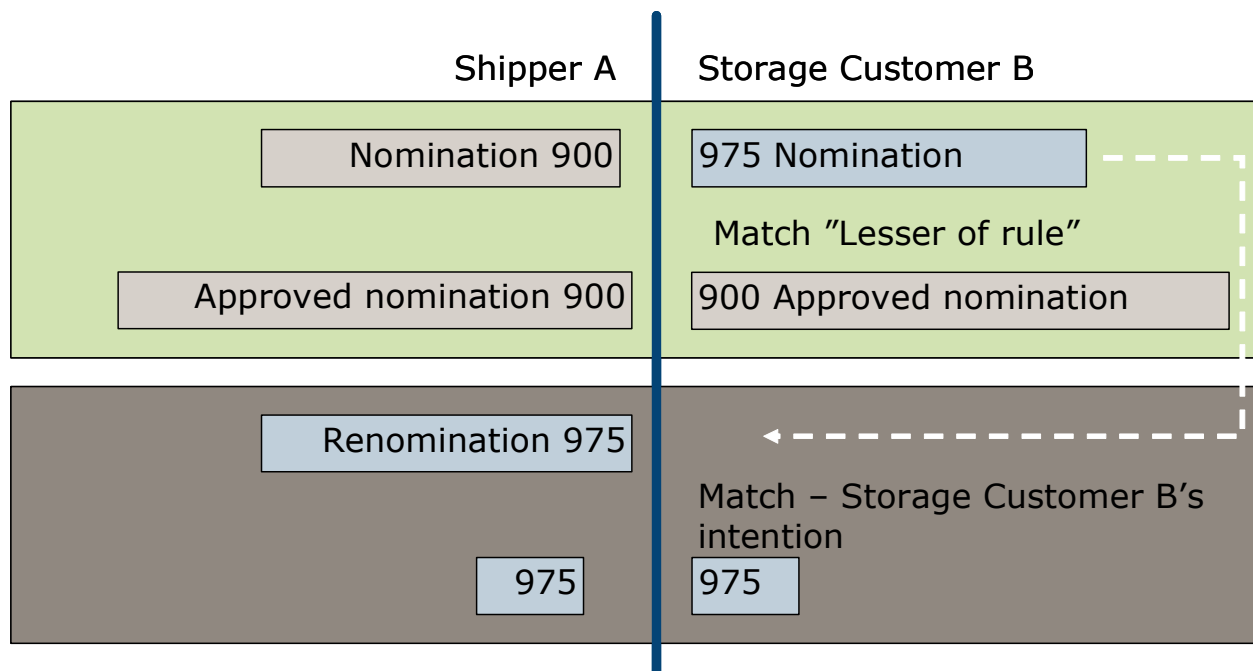 Shipper A
Storage Customer B
Nomination 900
975 Nomination
Match ”Lesser of rule”
Approved nomination 900
900 Approved nomination
Renomination 975
Match – Storage Customer B’s
intention
975
975